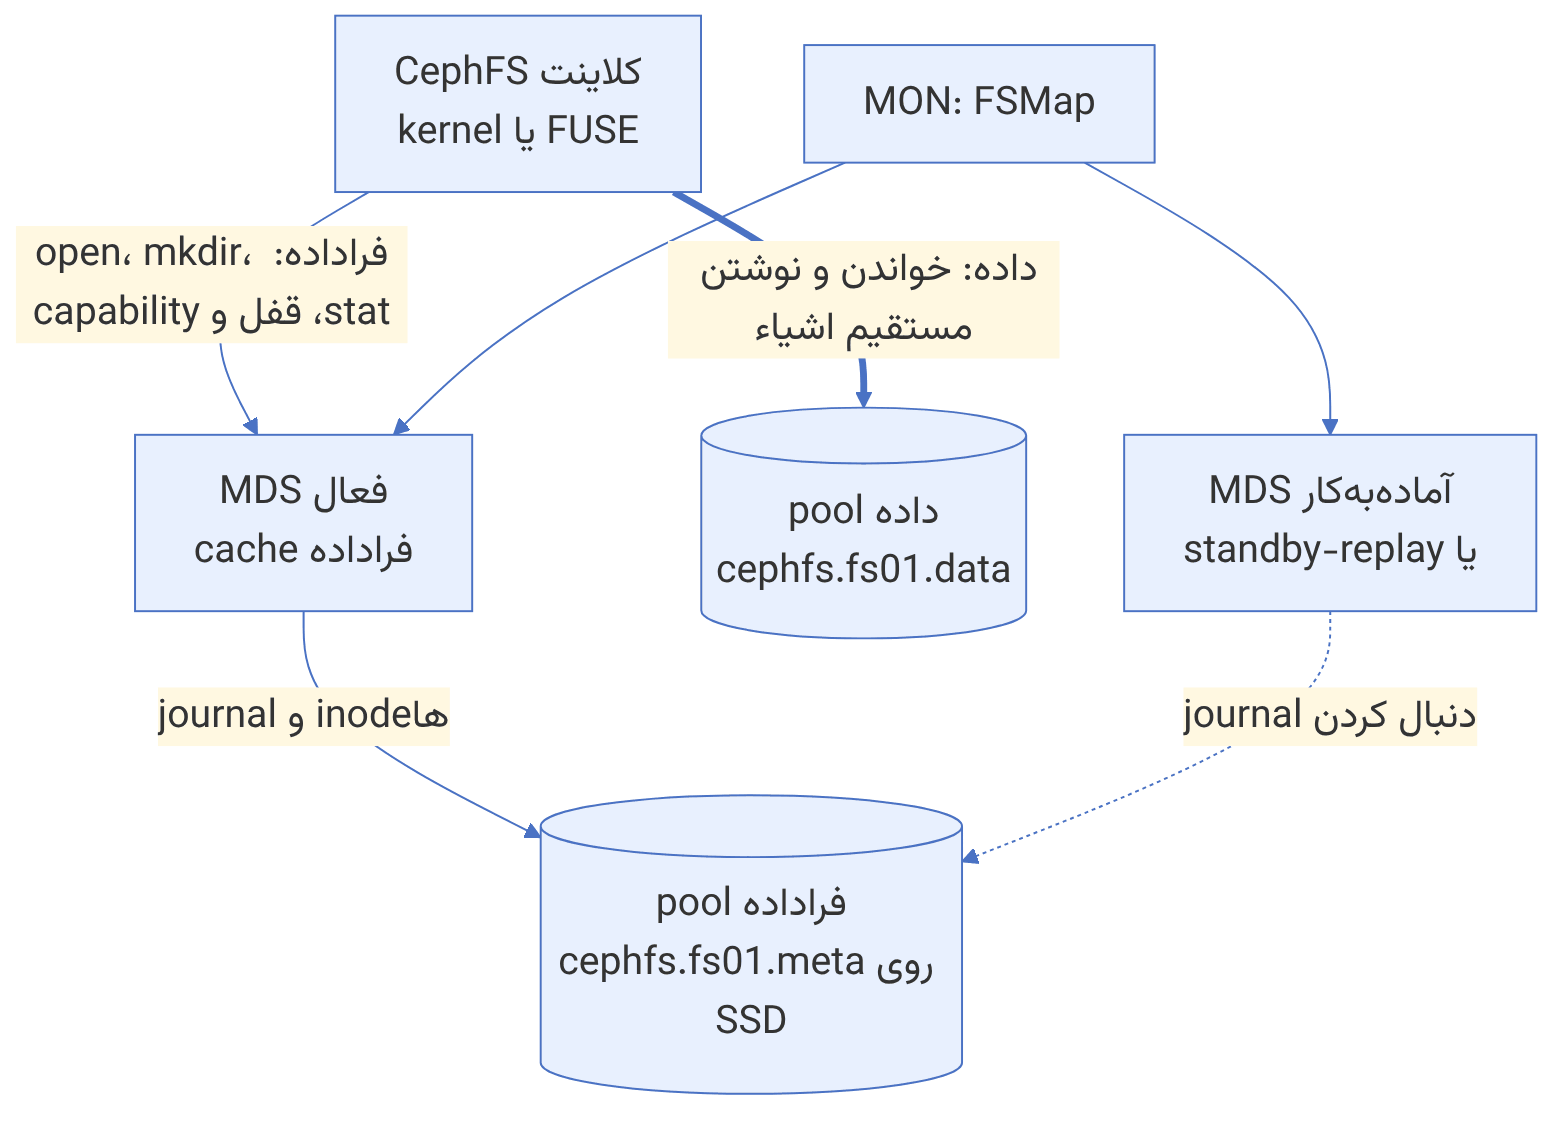 کلاینت CephFS
kernel یا FUSE
MON: FSMap
فراداده: open، mkdir،
stat، قفل و capability
داده: خواندن و نوشتن
مستقیم اشیاء
MDS فعال
cache فراداده
pool داده
cephfs.fs01.data
MDS آماده‌به‌کار
یا standby-replay
journal و inodeها
دنبال کردن journal
pool فراداده
cephfs.fs01.meta روی
SSD